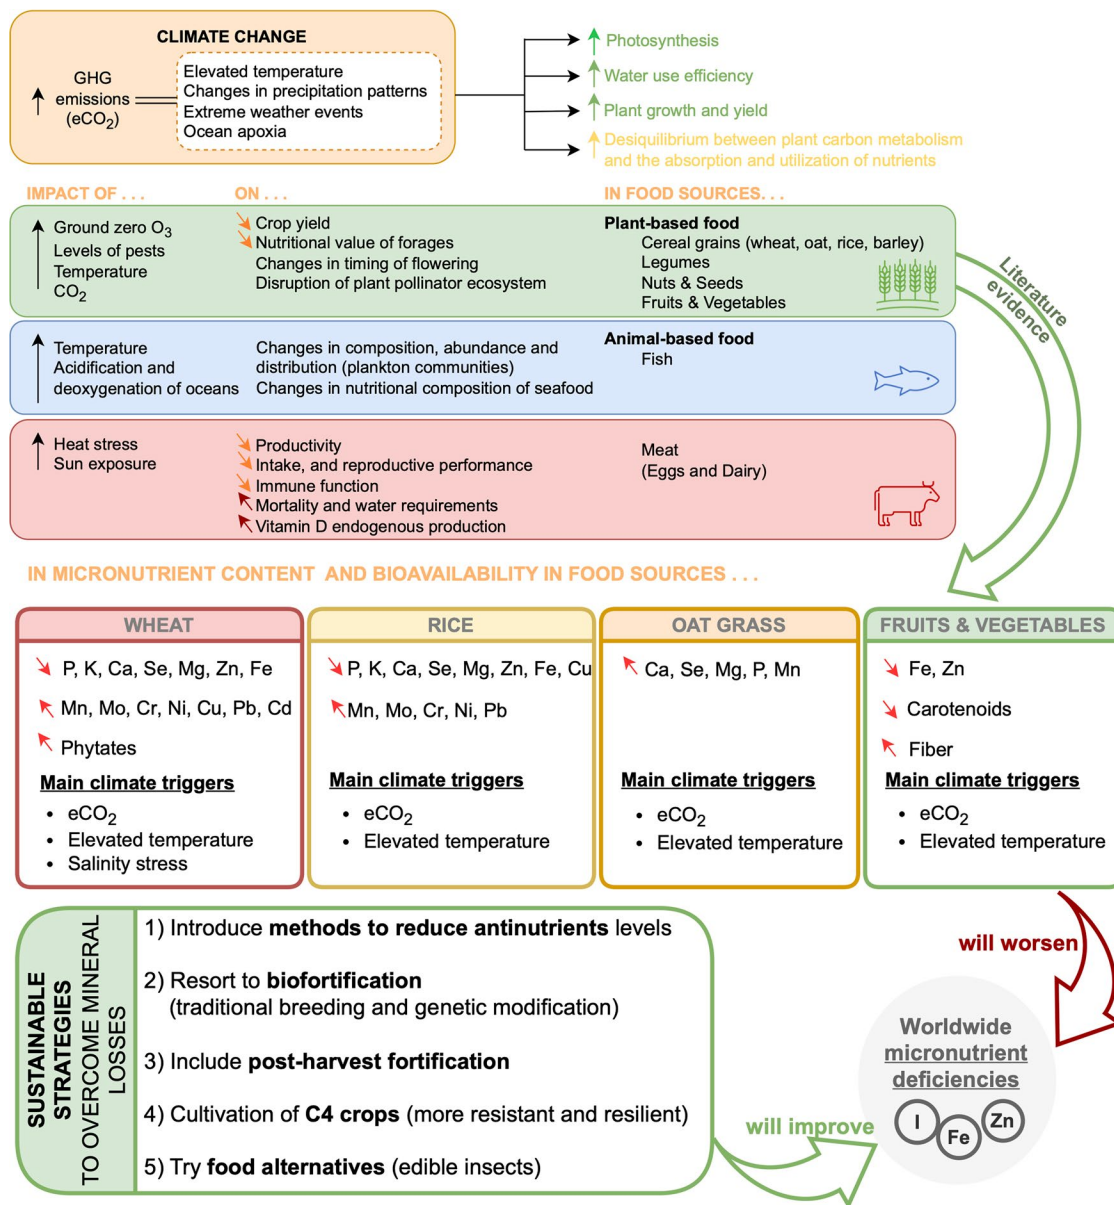 CLIMATE CHANGE
GHG
emissions
(eCO2)
Elevated temperature
Changes in precipitation patterns
Extreme weather events
Ocean apoxia
Photosynthesis
Water use efficiency
Plant growth and yield
Desiquilibrium between plant carbon metabolism
and the absorption and utilization of nutrients
IMPACT OF . . .
ON . . .
IN FOOD SOURCES. . .
Ground zero O3
Levels of pests
Temperature
CO2
Crop yield
Nutritional value of forages
Changes in timing of flowering
Disruption of plant pollinator ecosystem
Plant-based food
Cereal grains (wheat, oat, rice, barley)
Legumes
Nuts & Seeds
Fruits & Vegetables
Literature
evidence
Temperature
Acidification and
deoxygenation of oceans
Changes in composition, abundance and
distribution (plankton communities)
Changes in nutritional composition of seafood
Animal-based food
Fish
Heat stress
Sun exposure
Productivity
Intake, and reproductive performance
Immune function
Mortality and water requirements
Vitamin D endogenous production
Meat
(Eggs and Dairy)
IN MICRONUTRIENT CONTENT AND BIOAVAILABILITY IN FOOD SOURCES . . .
WHEAT
P, K, Ca, Se, Mg, Zn, Fe
Mn, Mo, Cr, Ni, Cu, Pb, Cd
Phytates
Main climate triggers
• eCO2
• Elevated temperature
• Salinity stress
RICE
P, K, Ca, Se, Mg, Zn, Fe, Cu
Mn, Mo, Cr, Ni, Pb
Main climate triggers
• eCO2
• Elevated temperature
OAT GRASS
Ca, Se, Mg, P, Mn
Main climate triggers
• eCO2
• Elevated temperature
FRUITS & VEGETABLES
Fe, Zn
Carotenoids
Fiber
Main climate triggers
• eCO2
• Elevated temperature
SUSTAINABLE
STRATEGIES
TO OVERCOME MINERAL
LOSSES
1) Introduce methods to reduce antinutrients levels
2) Resort to biofortification
(traditional breeding and genetic modification)
3) Include post-harvest fortification
4) Cultivation of C4 crops (more resistant and resilient)
5) Try food alternatives (edible insects)
will worsen
will improve
Worldwide
micronutrient
deficiencies
I
Fe
Zn